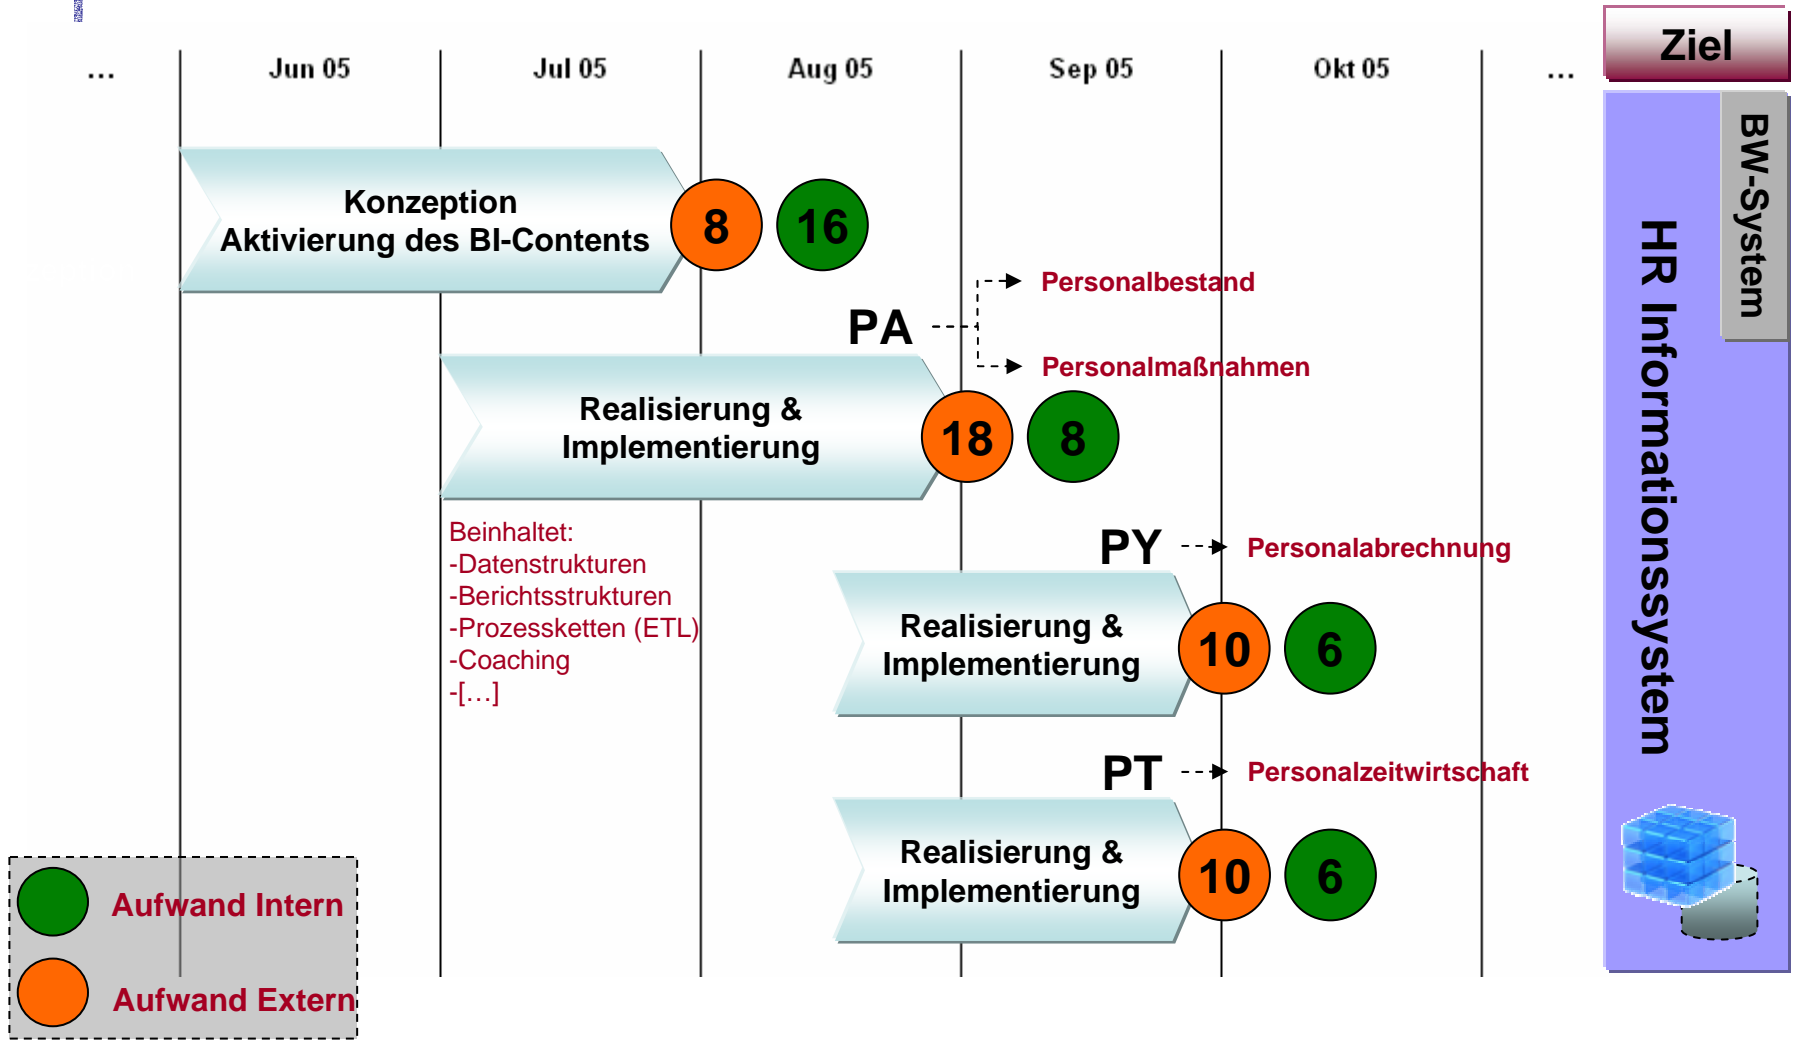 ... Jun 05 Jul 05 Aug 05 Sep 05 Okt 05 ...
Ziel
BW-System
HR Informationssystem
Konzeption
Aktivierung des BI-Contents
8 16
PA
Personalbestand
Personalmaßnahmen
Realisierung &
Implementierung
18 8
Beinhaltet:
-Datenstrukturen
-Berichtsstrukturen
-Prozessketten (ETL)
-Coaching
-[…]
PY
Personalabrechnung
Realisierung &
Implementierung
10 6
PT
Personalzeitwirtschaft
Realisierung &
Implementierung
10 6
Aufwand Intern
Aufwand Extern